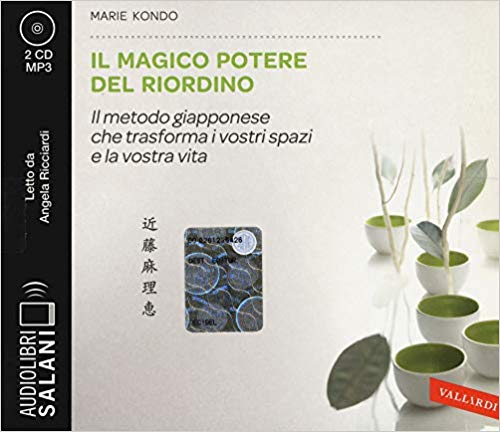 MARIE KONDO
IL MAGICO POTERE
DEL RIORDINO
Il metodo giapponese
che trasforma i vostri spazi
e la vostra vita
近藤麻理恵
2 CD
MP3
Letto da
Angela Ricciardi
AUDIOLIBRI
SALANI
VALLARDI